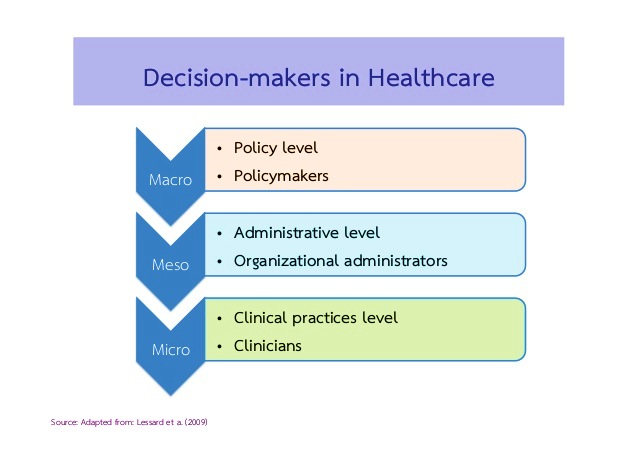 Decision-makers in Healthcare
Macro
• Policy level
• Policymakers
Meso
• Administrative level
• Organizational administrators
Micro
• Clinical practices level
• Clinicians
Source: Adapted from: Lessard et a. (2009)